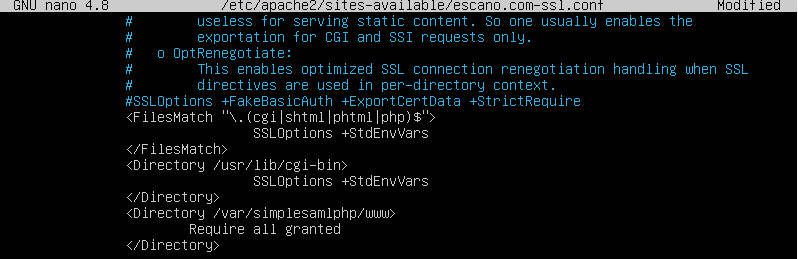 GNU nano 4.8 /etc/apache2/sites-available/escano.com-ssl.conf Modified
# useless for serving static content. So one usually enables the
# exportation for CGI and SSI requests only.
# o OptRenegotiate:
# This enables optimized SSL connection renegotiation handling when SSL
# directives are used in per-directory context.
#SSLOptions +FakeBasicAuth +ExportCertData +StrictRequire
<FilesMatch "\.(cgi|shtml|phtml|php)$">
SSLOptions +StdEnvVars
</FilesMatch>
<Directory /usr/lib/cgi-bin>
SSLOptions +StdEnvVars
</Directory>
<Directory /var/simplesamlphp/www>
Require all granted
</Directory>